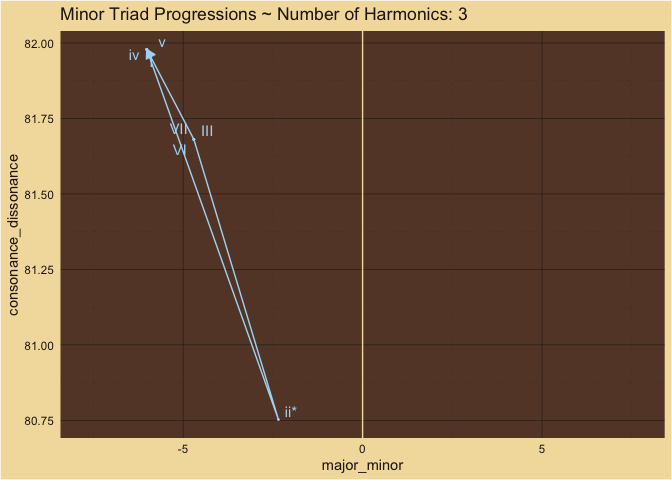 Minor Triad Progressions ~ Number of Harmonics: 3
82.00
v
iv
81.75
VII
III
VI
81.50
consonance_dissonance
81.25
81.00
80.75
ii*
-5
0
5
major_minor